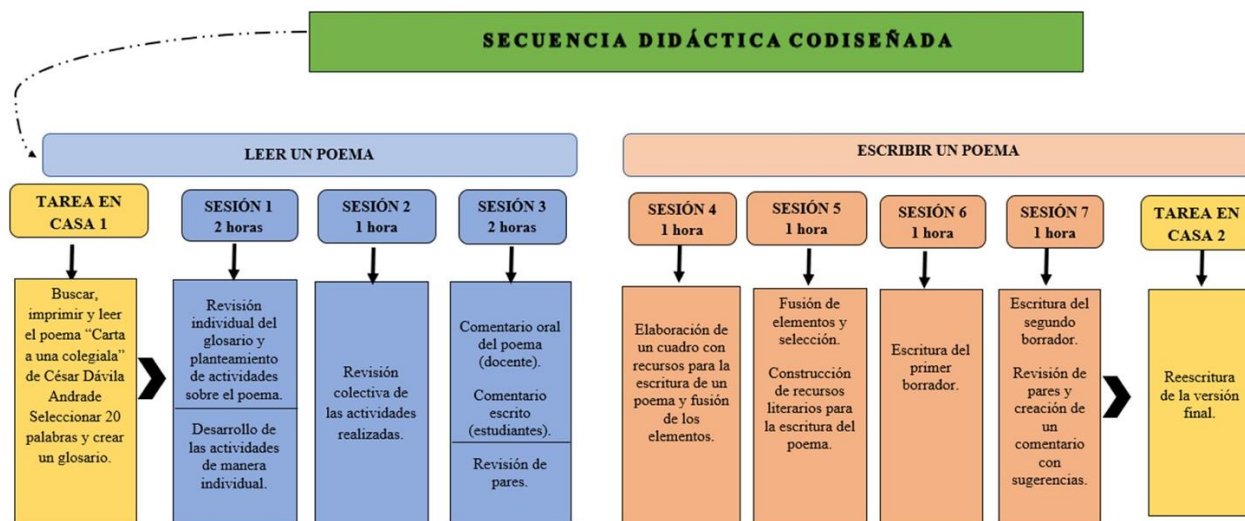 SECUENCIA DIDÁCTICA CODISEÑADA
LEER UN POEMA
TAREA EN
CASA 1
SESIÓN 1
2 horas
SESIÓN 2
1 hora
SESIÓN 3
2 horas
Buscar,
imprimir y leer
el poema “Carta
a una colegiala”
de César Dávila
Andrade
Seleccionar 20
palabras y crear
un glosario.
Revisión
individual del
glosario y
planteamiento
de actividades
sobre el poema.
Desarrollo de
las actividades
de manera
individual.
Revisión
colectiva de
las actividades
realizadas.
Comentario oral
del poema
(docente).
Comentario
escrito
(estudiantes).
Revisión de
pares.
ESCRIBIR UN POEMA
SESIÓN 4
1 hora
SESIÓN 5
1 hora
SESIÓN 6
1 hora
SESIÓN 7
1 hora
TAREA EN
CASA 2
Elaboración de
un cuadro con
recursos para la
escritura de un
poema y fusión
de los
elementos.
Fusión de
elementos y
selección.
Construcción de
recursos
literarios para
la escritura del
poema.
Escritura del
primer
borrador.
Escritura del
segundo
borrador.
Revisión de
pares y
creación de
un
comentario
con
sugerencias.
Reescritura
de la versión
final.